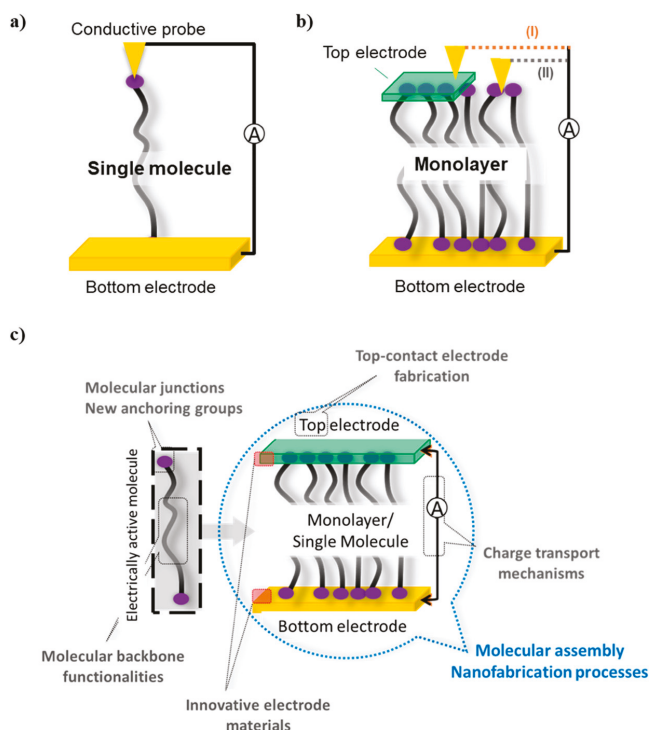 a)
Conductive probe
A
Single molecule
Bottom electrode
b)
(I)
Top electrode
(II)
A
Monolayer
Bottom electrode
c)
Top-contact electrode
fabrication
Molecular junctions
New anchoring groups
Top electrode
Electrically active molecule
A
Monolayer/
Single Molecule
Charge transport
mechanisms
Bottom electrode
Molecular backbone
functionalities
Molecular assembly
Nanofabrication processes
Innovative electrode
materials